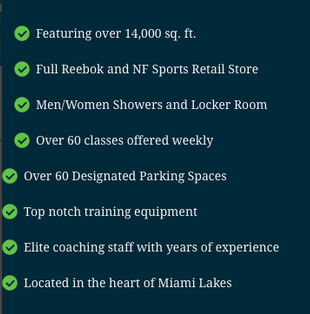 Featuring over 14,000 sq. ft.
Full Reebok and NF Sports Retail Store
Men/Women Showers and Locker Room
Over 60 classes offered weekly
Over 60 Designated Parking Spaces
Top notch training equipment
Elite coaching staff with years of experience
Located in the heart of Miami Lakes